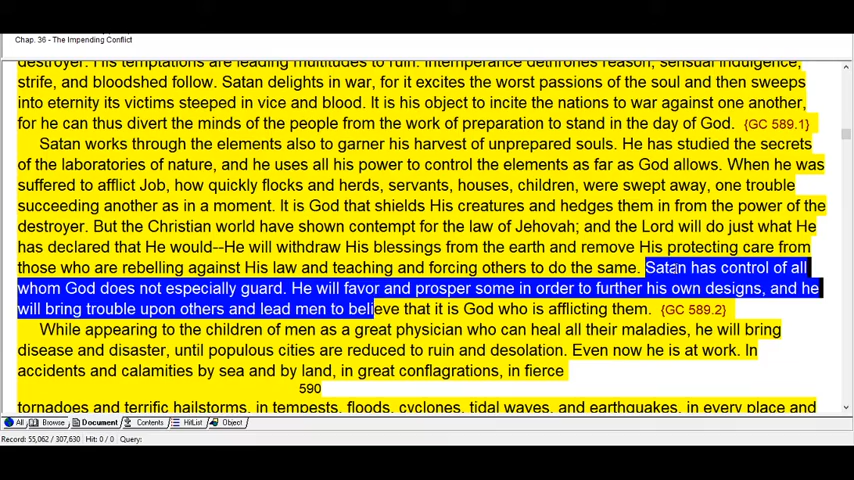 Chap. 36 - The Impending Conflict
destroyer. His temptations are leading multitudes to ruin. Intemperance dethrones reason; sensual indulgence,
strife, and bloodshed follow. Satan delights in war, for it excites the worst passions of the soul and then sweeps
into eternity its victims steeped in vice and blood. It is his object to incite the nations to war against one another,
for he can thus divert the minds of the people from the work of preparation to stand in the day of God. {GC 589.1}
Satan works through the elements also to garner his harvest of unprepared souls. He has studied the secrets
of the laboratories of nature, and he uses all his power to control the elements as far as God allows. When he was
suffered to afflict Job, how quickly flocks and herds, servants, houses, children, were swept away, one trouble
succeeding another as in a moment. It is God that shields His creatures and hedges them in from the power of the
destroyer. But the Christian world have shown contempt for the law of Jehovah; and the Lord will do just what He
has declared that He would--He will withdraw His blessings from the earth and remove His protecting care from
those who are rebelling against His law and teaching and forcing others to do the same. Satan has control of all
whom God does not especially guard. He will favor and prosper some in order to further his own designs, and he
will bring trouble upon others and lead men to believe that it is God who is afflicting them. {GC 589.2}
While appearing to the children of men as a great physician who can heal all their maladies, he will bring
disease and disaster, until populous cities are reduced to ruin and desolation. Even now he is at work. In
accidents and calamities by sea and by land, in great conflagrations, in fierce
590
tornadoes and terrific hailstorms, in tempests, floods, cyclones, tidal waves, and earthquakes, in every place and
All Browse Document Contents HitList Object
Record: 55,062 / 307,630 Hit: 0 / 0 Query: